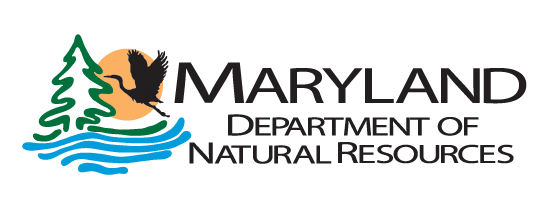 MARYLAND
DEPARTMENT OF
NATURAL RESOURCES